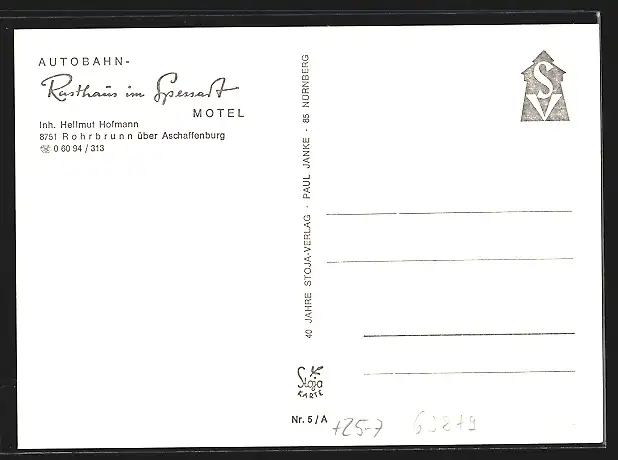 AUTOBAHN-
Rasthaus im Spessart
MOTEL
Inh. Hellmut Hofmann
8751 Rohrbrunn über Aschaffenburg
☏ 0 60 94 / 313
40 JAHRE STOJA-VERLAG · PAUL JANKE · 85 NÜRNBERG
S
V
Stoja
KARTE
Nr. 5/A